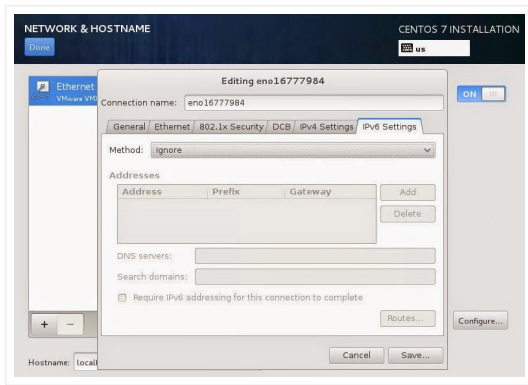 NETWORK & HOSTNAME
CENTOS 7 INSTALLATION
Done
us
Editing eno16777984
Ethernet
VMware VMX
ON
Connection name: eno16777984
General Ethernet 802.1x Security DCB IPv4 Settings IPv6 Settings
Method: Ignore
Addresses
Address Prefix Gateway
Add
Delete
DNS servers:
Search domains:
Require IPv6 addressing for this connection to complete
Routes...
+ −
Configure...
Cancel Save...
Hostname: locall